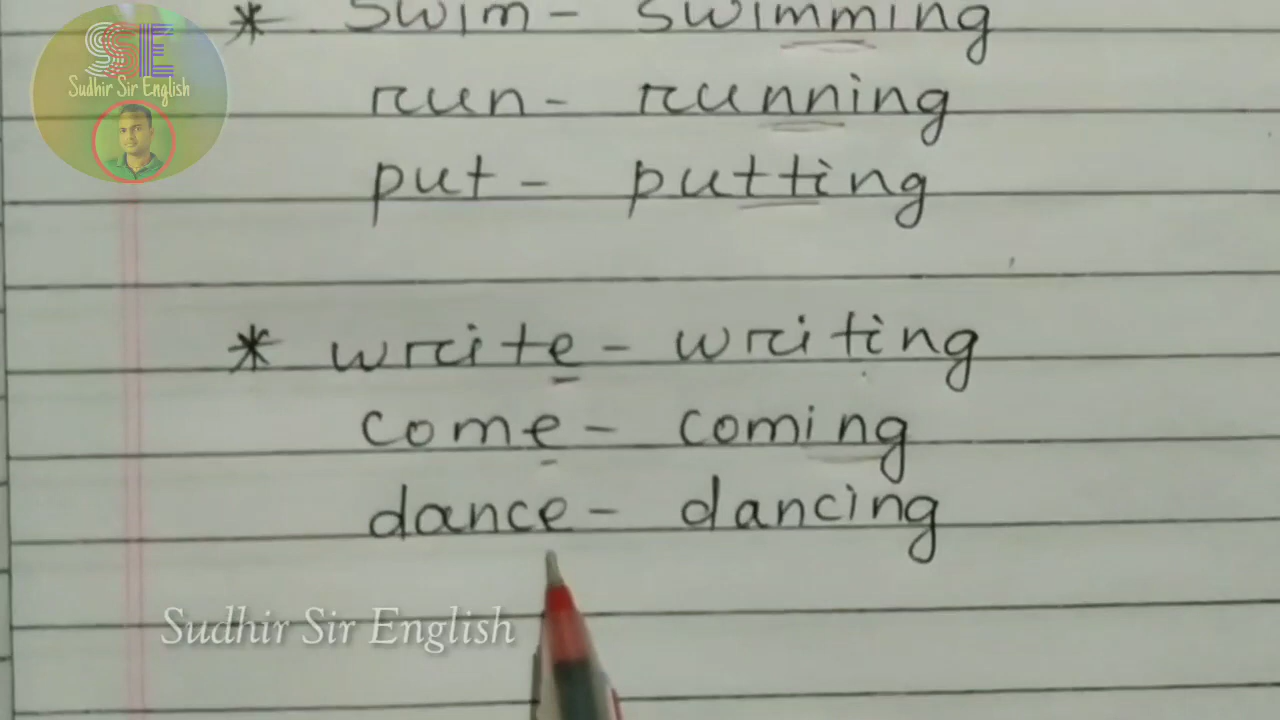 * swim - swimming
SE
Sudhir Sir English
run - running
put - putting
* write - writing
come - coming
dance - dancing
Sudhir Sir English